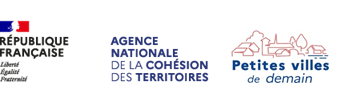 RÉPUBLIQUE
FRANÇAISE
Liberté
Égalité
Fraternité
AGENCE
NATIONALE
DE LA COHÉSION
DES TERRITOIRES
Petites villes
de demain